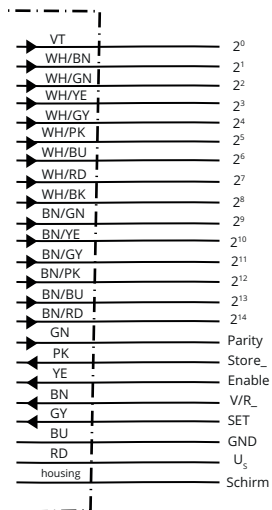 VT 2⁰
WH/BN 2¹
WH/GN 2²
WH/YE 2³
WH/GY 2⁴
WH/PK 2⁵
WH/BU 2⁶
WH/RD 2⁷
WH/BK 2⁸
BN/GN 2⁹
BN/YE 2¹⁰
BN/GY 2¹¹
BN/PK 2¹²
BN/BU 2¹³
BN/RD 2¹⁴
GN Parity
PK Store_
YE Enable
BN V/R_
GY SET
BU GND
RD Uₛ
housing Schirm